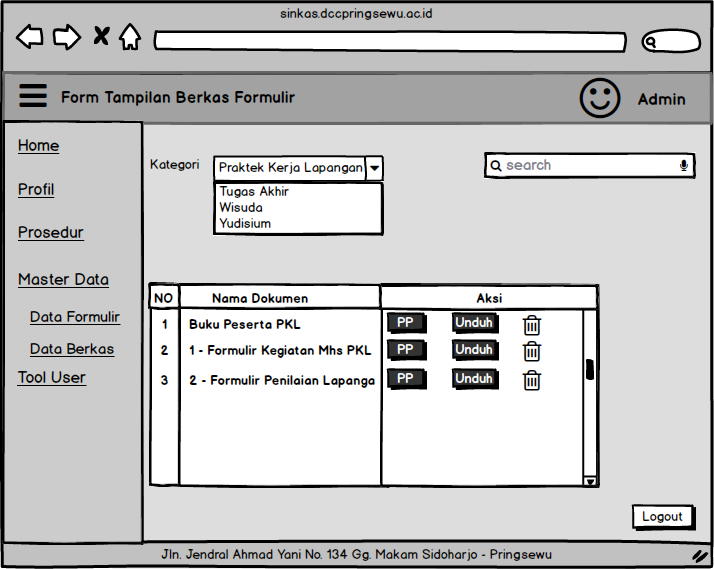 sinkas.dccpringsewu.ac.id
Form Tampilan Berkas Formulir
Admin
Home
Profil
Prosedur
Master Data
Data Formulir
Data Berkas
Tool User
Kategori
Praktek Kerja Lapangan
Tugas Akhir
Wisuda
Yudisium
search
NO Nama Dokumen Aksi
1 Buku Peserta PKL PP Unduh
2 1 - Formulir Kegiatan Mhs PKL PP Unduh
3 2 - Formulir Penilaian Lapanga PP Unduh
Logout
Jln. Jendral Ahmad Yani No. 134 Gg. Makam Sidoharjo - Pringsewu